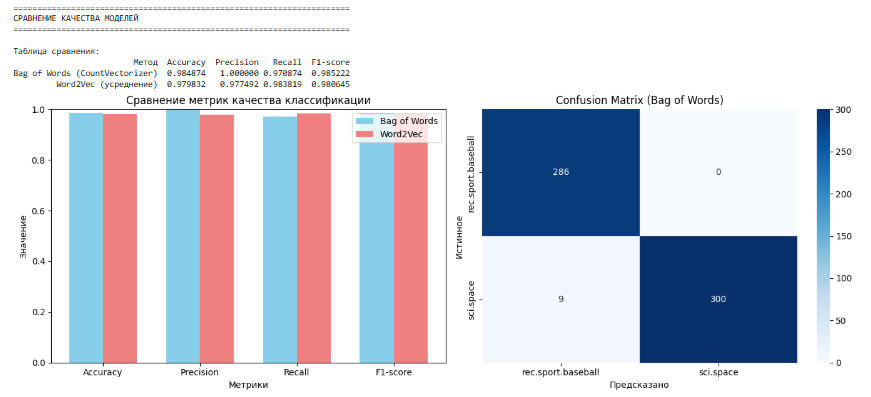 ======================================================================
СРАВНЕНИЕ КАЧЕСТВА МОДЕЛЕЙ
======================================================================
Таблица сравнения:
Метод Accuracy Precision Recall F1-score
Bag of Words (CountVectorizer) 0.984874 1.000000 0.970874 0.985222
Word2Vec (усреднение) 0.979832 0.977492 0.983819 0.980645
Сравнение метрик качества классификации
1.0
0.8
0.6
0.4
0.2
0.0
Значение
Bag of Words
Word2Vec
Accuracy Precision Recall F1-score
Метрики
Confusion Matrix (Bag of Words)
Истинное
rec.sport.baseball
sci.space
286 0
9 300
rec.sport.baseball sci.space
Предсказано
300
250
200
150
100
50
0